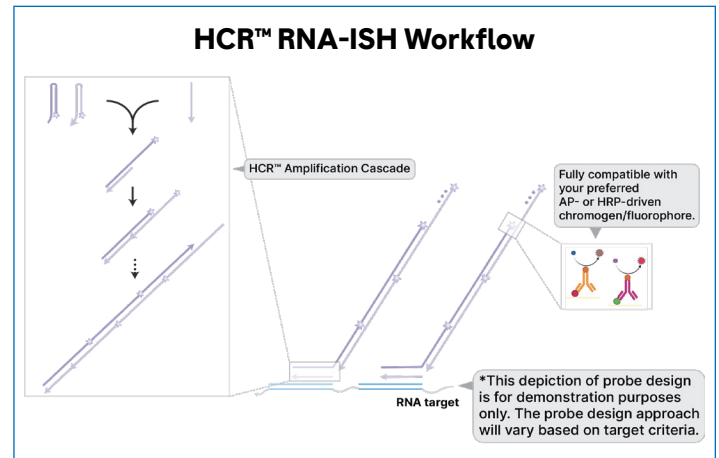 HCR™ RNA-ISH Workflow
HCR™ Amplification Cascade
Fully compatible with
your preferred
AP- or HRP-driven
chromogen/fluorophore.
RNA target
*This depiction of probe design
is for demonstration purposes
only. The probe design approach
will vary based on target criteria.